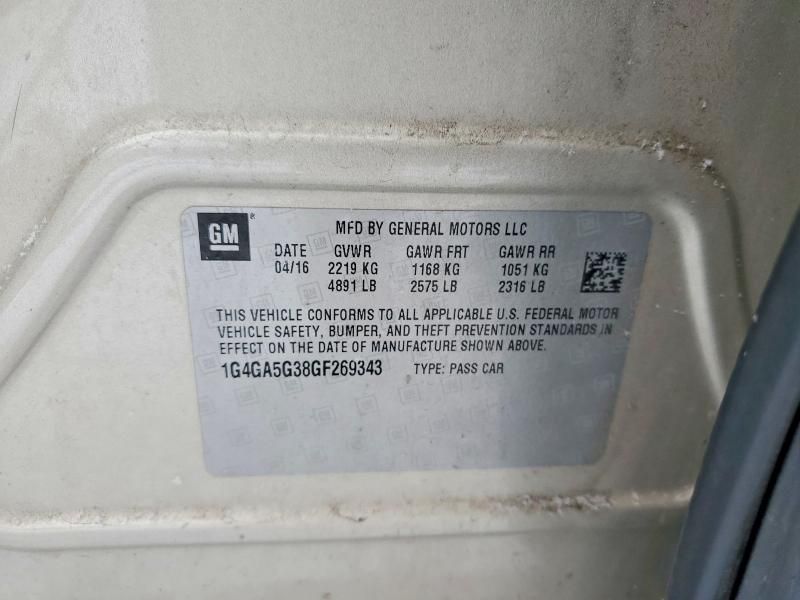 GM ®
MFD BY GENERAL MOTORS LLC
DATE GVWR GAWR FRT GAWR RR
04/16 2219 KG 1168 KG 1051 KG
4891 LB 2575 LB 2316 LB
THIS VEHICLE CONFORMS TO ALL APPLICABLE U.S. FEDERAL MOTOR
VEHICLE SAFETY, BUMPER, AND THEFT PREVENTION STANDARDS IN
EFFECT ON THE DATE OF MANUFACTURE SHOWN ABOVE.
1G4GA5G38GF269343 TYPE: PASS CAR